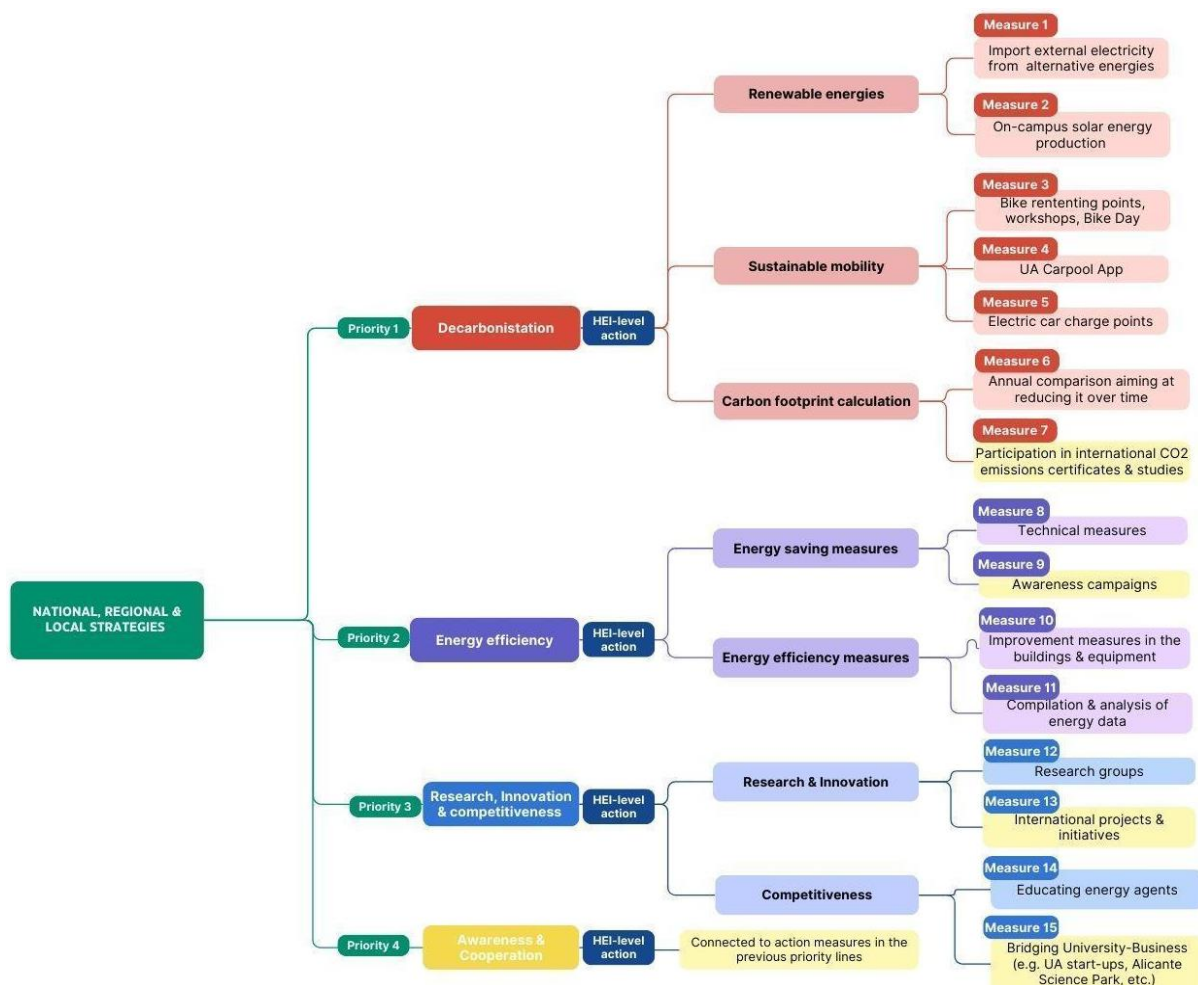 Measure 1
Import external electricity
from alternative energies
Renewable energies
Measure 2
On-campus solar energy
production
Measure 3
Bike rententing points,
workshops, Bike Day
Sustainable mobility
Measure 4
UA Carpool App
Measure 5
Electric car charge points
Priority 1
Decarbonistation
HEI-level
action
Measure 6
Annual comparison aiming at
reducing it over time
Carbon footprint calculation
Measure 7
Participation in international CO2
emissions certificates & studies
Measure 8
Technical measures
Energy saving measures
Measure 9
Awareness campaigns
NATIONAL, REGIONAL &
LOCAL STRATEGIES
Priority 2
Energy efficiency
HEI-level
action
Measure 10
Improvement measures in the
buildings & equipment
Energy efficiency measures
Measure 11
Compilation & analysis of
energy data
Measure 12
Research groups
Research & Innovation
Priority 3
Research, Innovation
& competitiveness
HEI-level
action
Measure 13
International projects &
initiatives
Measure 14
Educating energy agents
Competitiveness
Measure 15
Bridging University-Business
(e.g. UA start-ups, Alicante
Science Park, etc.)
Priority 4
Awareness &
Cooperation
HEI-level
action
Connected to action measures in the
previous priority lines